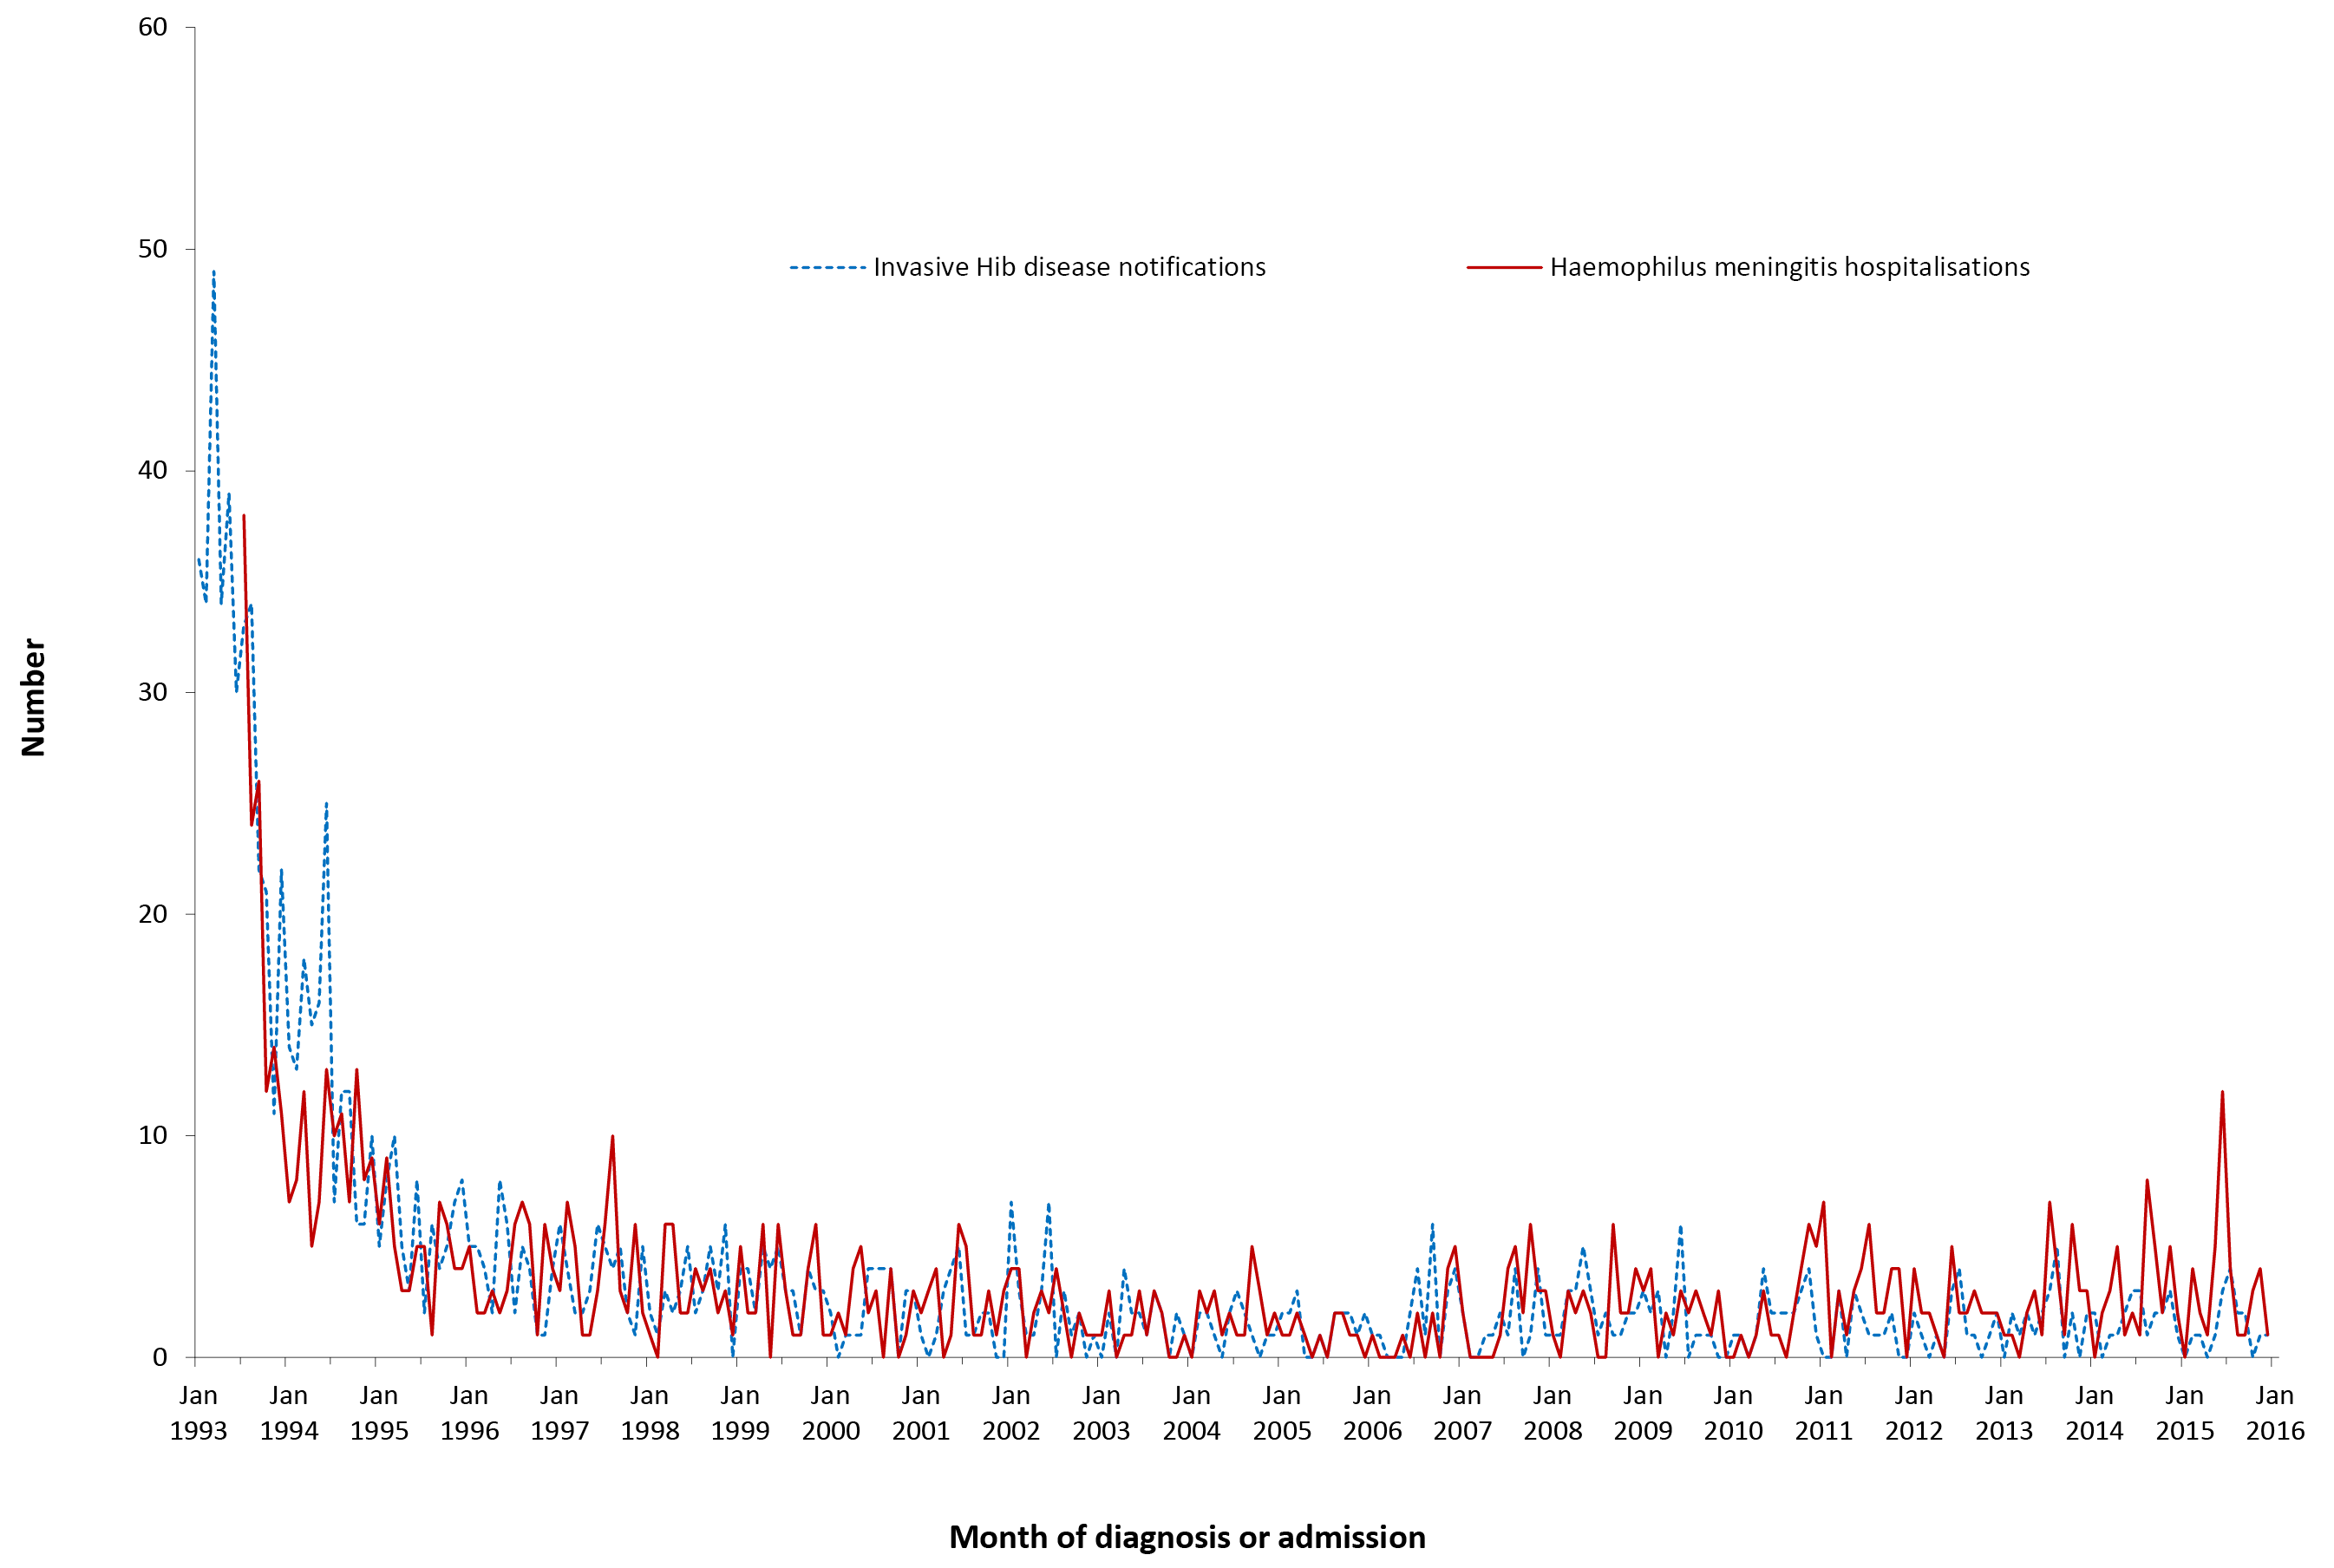 60
50
Invasive Hib disease notifications Haemophilus meningitis hospitalisations
40
30
Number
20
10
0
Jan Jan Jan Jan Jan Jan Jan Jan Jan Jan Jan Jan Jan Jan Jan Jan Jan Jan Jan Jan Jan Jan Jan Jan
1993 1994 1995 1996 1997 1998 1999 2000 2001 2002 2003 2004 2005 2006 2007 2008 2009 2010 2011 2012 2013 2014 2015 2016
Month of diagnosis or admission